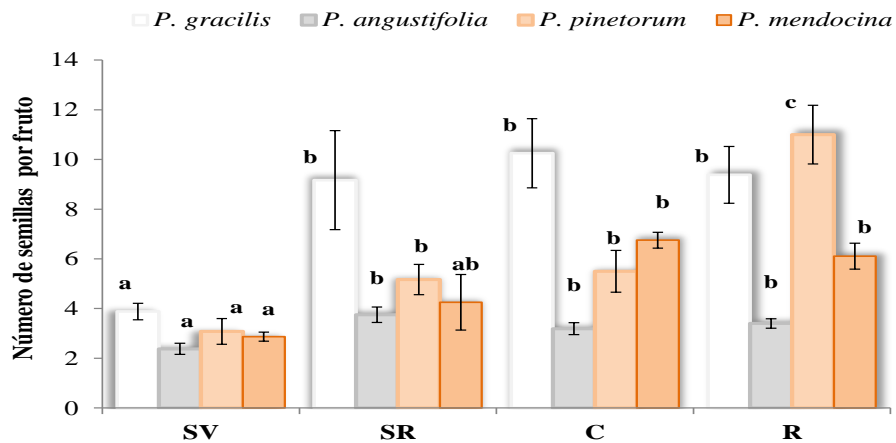 P. gracilis P. angustifolia P. pinetorum P. mendocina
Número de semillas por fruto
14
12
10
8
6
4
2
0
a a a a
b b b ab
b b b b
b b c b
SV SR C R